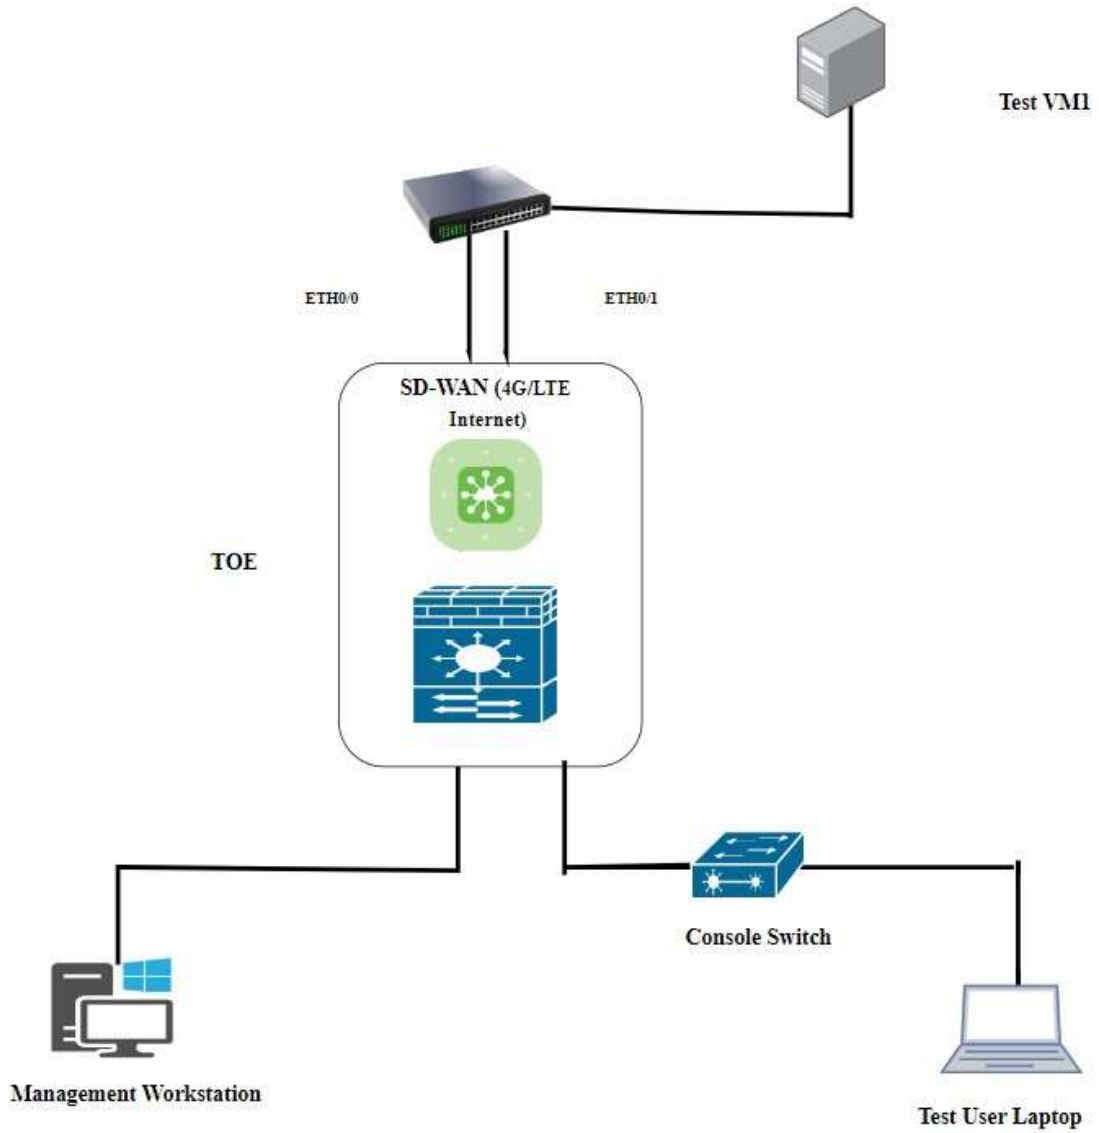 Test VM1
ETH0/0
ETH0/1
SD-WAN (4G/LTE
Internet)
TOE
Console Switch
Management Workstation
Test User Laptop